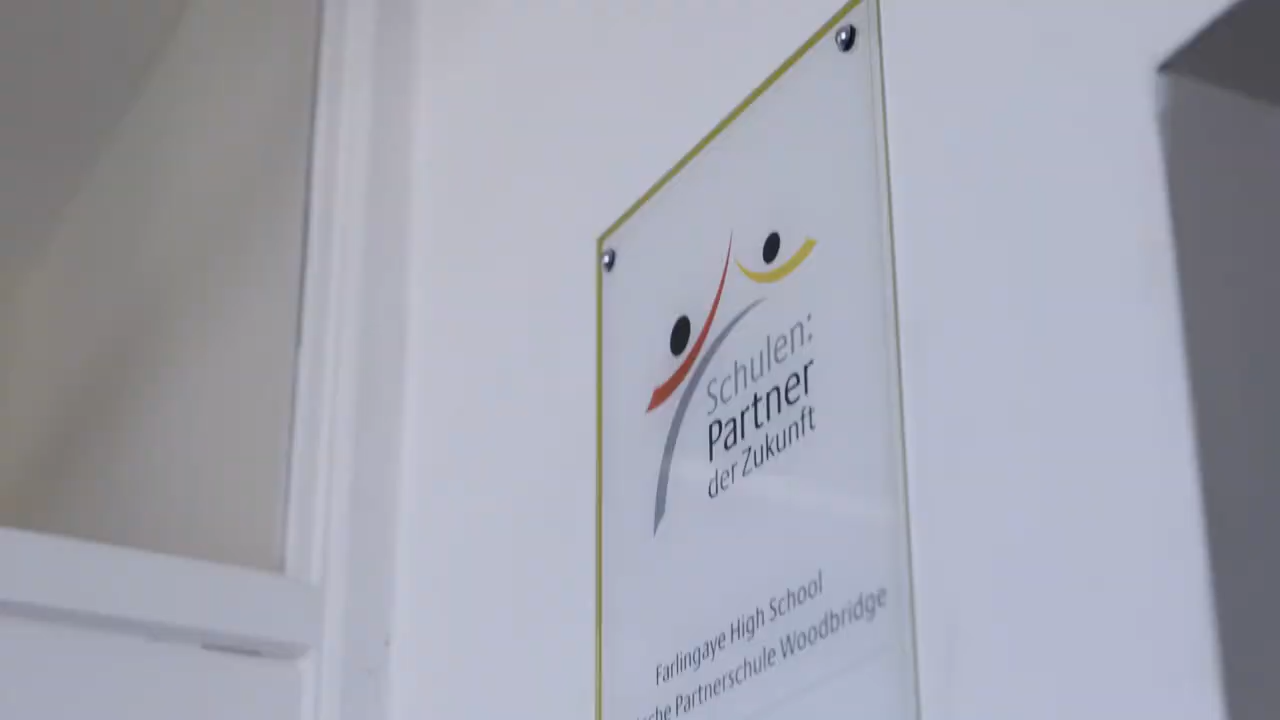 Schulen:
Partner
der Zukunft
Farlingaye High School
Partnerschule Woodbridge